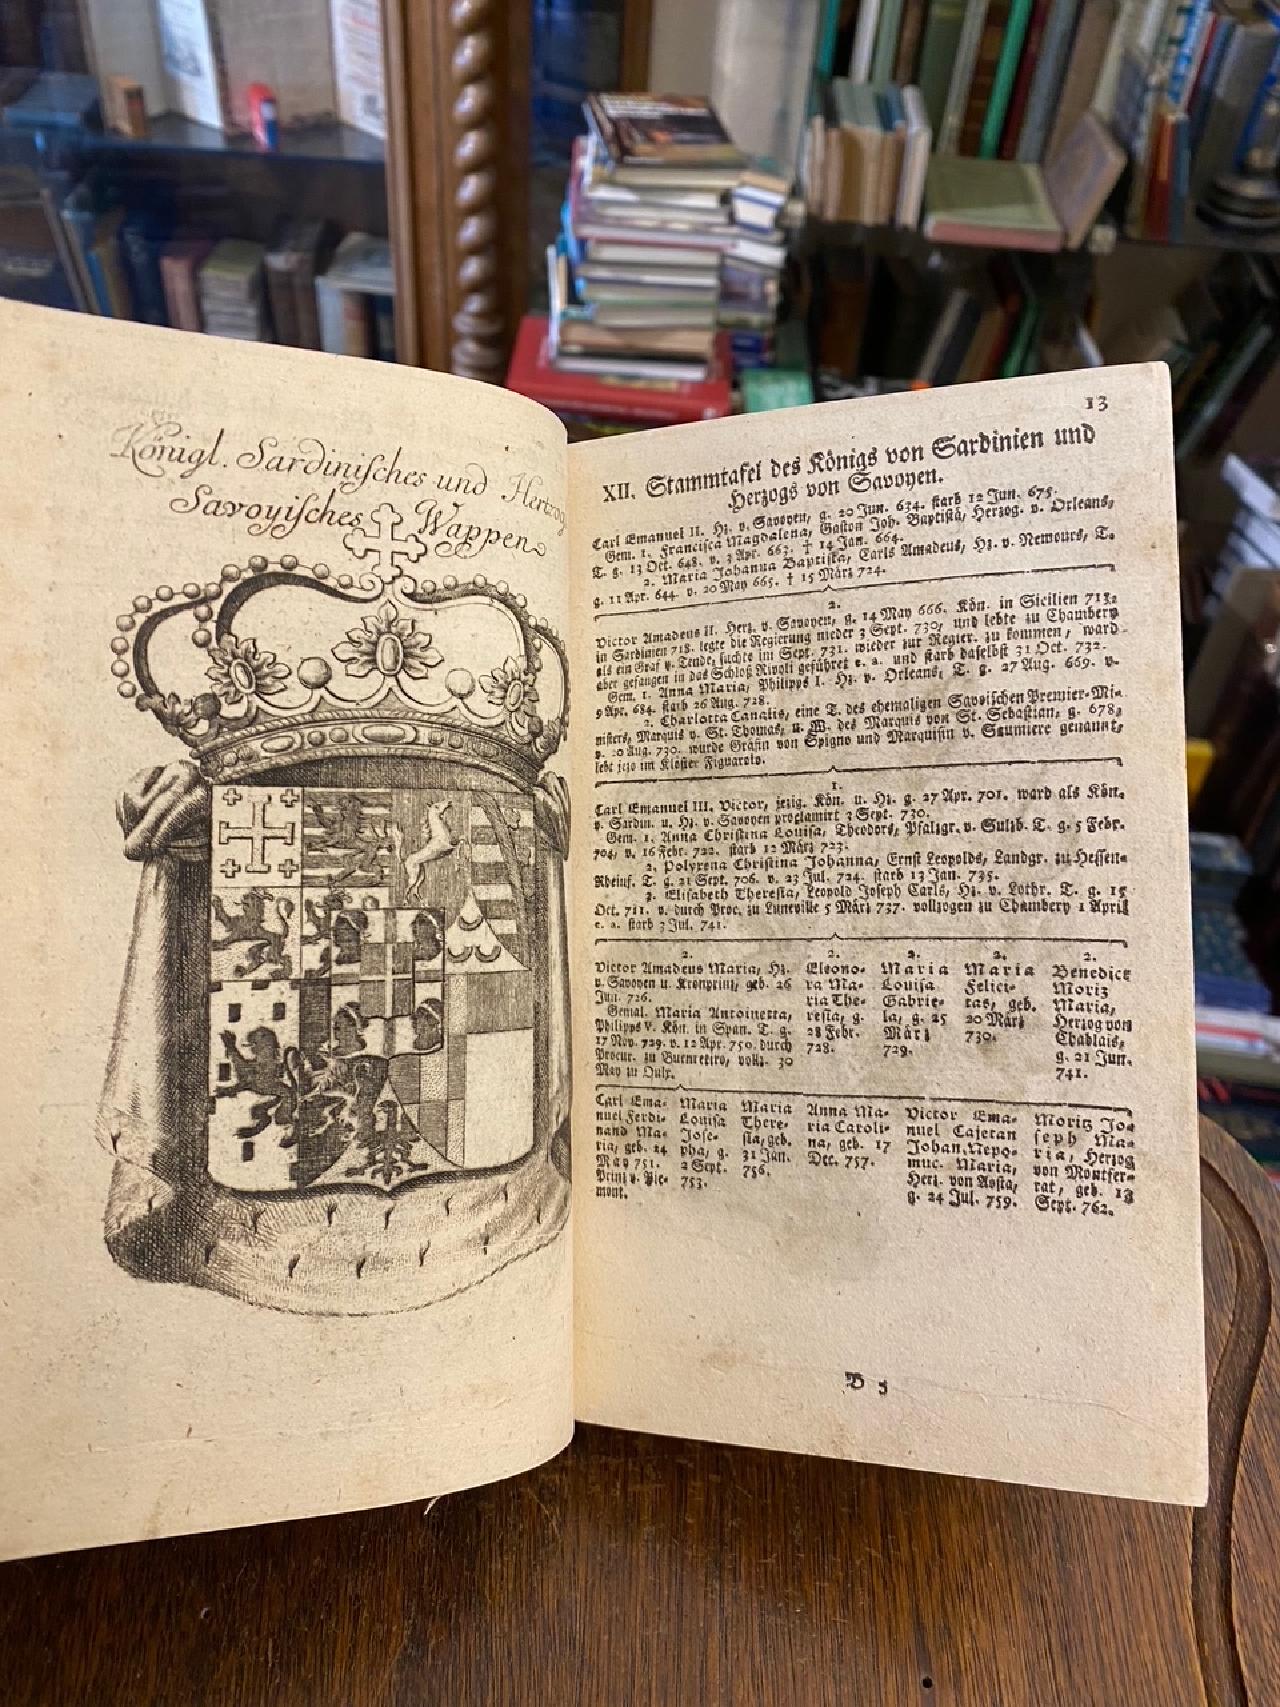 Königl. Sardinisches und Hertzog
Savoyisches Wappen
13
XII. Stammtafel des Königs von Sardinien und
Herzogs von Savoyen.
Carl Emanuel II. Hz. v. Savoyen, g. 20 Jun. 634. starb 12 Jun. 675.
Gem. 1. Francisca Magdalena, Gaston Joh. Baptistä, Herzog. v. Orleans,
T. g. 13 Oct. 648. v. 3 Apr. 663. † 14 Jan. 664.
2. Maria Johanna Baptista, Carls Amadeus, Hz. v. Nemours, T.
g. 11 Apr. 644 v. 20 May 665. † 15 März 724.
2.
Victor Amadeus II. Herz. v. Savoyen, g. 14 May 666. Kön. in Sicilien 713.
in Sardinien 718. legte die Regierung nieder 3 Sept. 730, und lebte zu Chambery
als ein Graf v. Tende, suchte im Sept. 731. wieder zur Regier. zu kommen, ward
aber gefangen in das Schloß Rivoli geführet e. a. und starb daselbst 31 Oct. 732.
Gem. 1. Anna Maria, Philipps I. Hz. v. Orleans, T. g. 27 Aug. 669. v.
9 Apr. 684. starb 26 Aug. 728.
2. Charlotta Canalis, eine T. des ehemaligen Savoischen Premier-Mi-
nisters, Marquis v. St. Thomas, u. W. des Marquis von St. Sebastian, g. 678,
v. 20 Aug. 730. wurde Gräfin von Spigno und Marquisin v. Saumiere genannt,
lebt jezo im Kloster Figuarolo.
1.
Carl Emanuel III. Victor, jezig. Kön. u. Hz. g. 27 Apr. 701. ward als Kön.
v. Sardin. u. Hz. v. Savoyen proclamirt 3 Sept. 730.
Gem. 1. Anna Christina Louisa, Theodors, Pfalzgr. v. Sulzb. T. g. 5 Febr.
704, v. 16 Febr. 722. starb 12 März 723.
2. Polyxena Christina Johanna, Ernst Leopolds, Landgr. zu Hessen-
Rheinf. T. g. 21 Sept. 706. v. 23 Jul. 724. starb 13 Jan. 735.
3. Elisabeth Theresia, Leopold Joseph Carls, Hz. v. Lothr. T. g. 15
Oct. 711. v. durch Proc. zu Luneville 5 März 737. vollzogen zu Chambery 1 April
e. a. starb 3 Jul. 741.
2.
Victor Amadeus Maria, Hz.
v. Savoyen u. Kronprinz, geb. 26
Jun. 726.
Gemal. Maria Antoinetta,
Philipps v. Kön. in Span. T. g.
17 Nov. 729. v. 12 Apr. 750. durch
Procur. zu Buenretiro, vollz. 30
May zu Oulx.
2.
Eleono-
ra Ma-
ria The-
resia, g.
28 Febr.
728.
2.
Maria
Louisa
Gabrie-
la, g. 25
März
729.
2.
Maria
Felici-
tas, geb.
20 März
730.
2.
Benedict
Moriz
Maria,
Herzog von
Chablais,
g. 21 Jun.
741.
Carl Ema-
nuel Ferdi-
nand Ma-
ria, geb. 24
May 751.
Prinz v. Pie-
mont.
Maria
Louisa
Jose-
pha, g.
2 Sept.
753.
Maria
There-
sia, geb.
31 Jan.
756.
Anna Ma-
ria Caroli-
na, geb. 17
Dec. 757.
Victor Ema-
nuel Cajetan
Johan. Nepo-
muc. Maria,
Herz. von Aosta,
g. 24 Jul. 759.
Moritz Jo-
seph Ma-
ria, Herzog
von Montfer-
rat, geb. 13
Sept. 762.
B 5